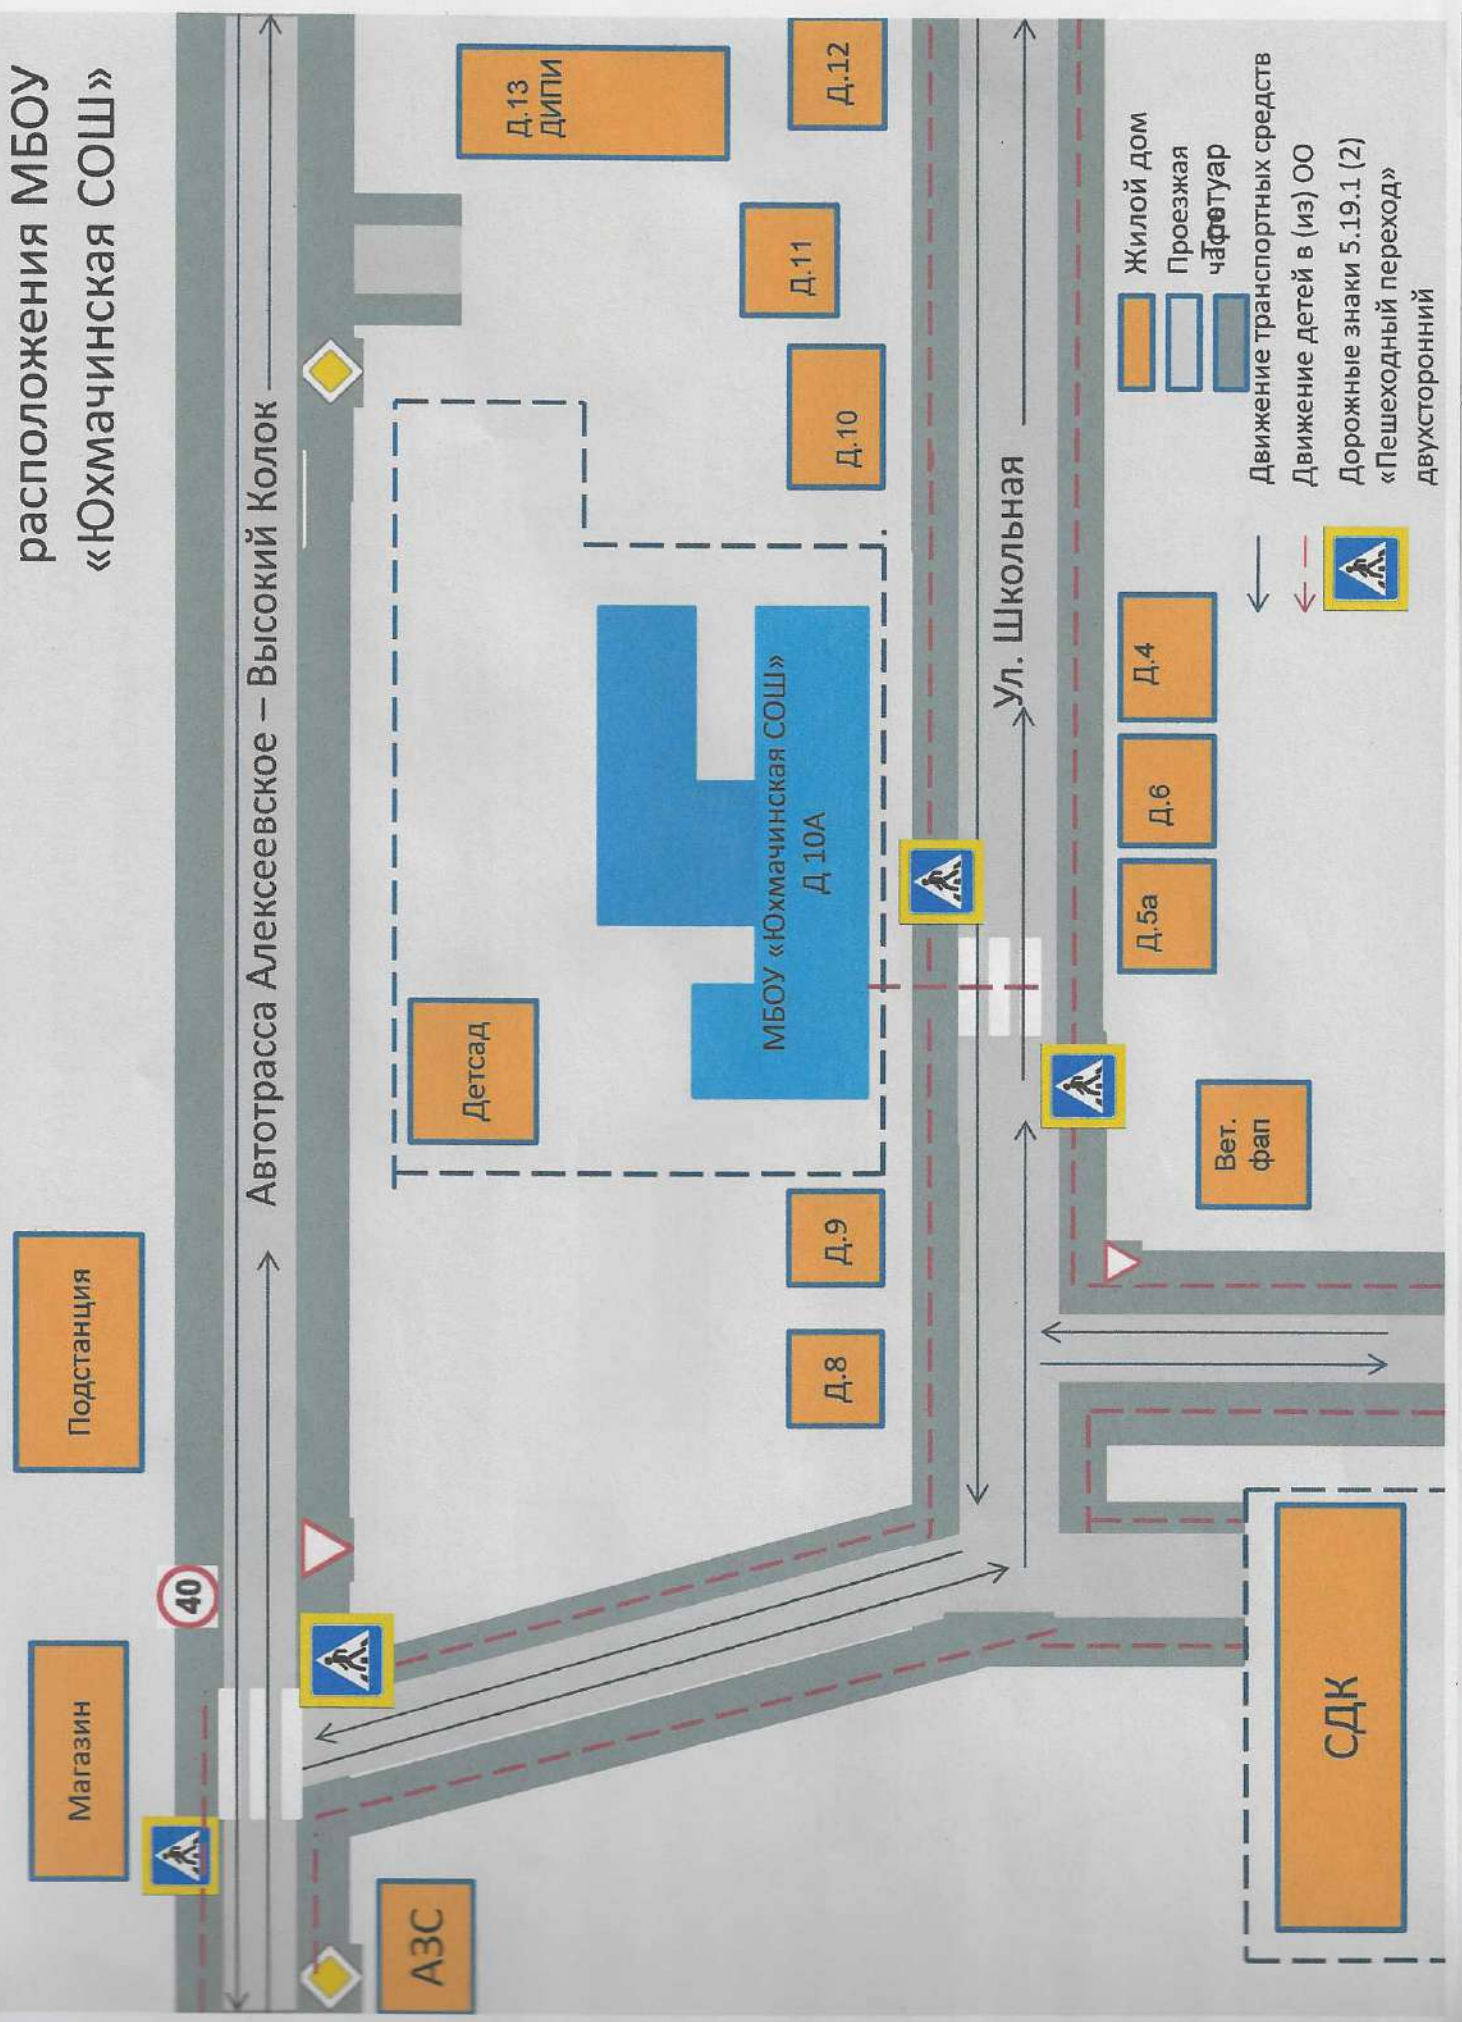 расположения МБОУ
«Юхмачинская СОШ»
Магазин
Подстанция
40
Автотрасса Алексеевское – Высокий Колок
АЗС
Детсад
Д.13
ДИПИ
МБОУ «Юхмачинская СОШ»
Д 10А
Д.8
Д.9
Д.10
Д.11
Д.12
Ул. Школьная
СДК
Вет.
фап
Д.5а
Д.6
Д.4
Жилой дом
Проезжая
часть
Тротуар
Движение транспортных средств
Движение детей в (из) ОО
Дорожные знаки 5.19.1 (2)
«Пешеходный переход»
двухсторонний